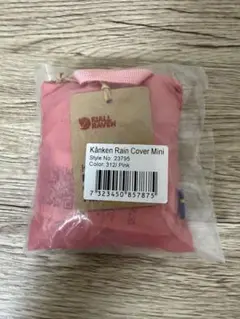 FJÄLL
RÄVEN
Kånken Rain Cover Mini
Style No: 23795
Color: 312/ Pink
7 323450 857875